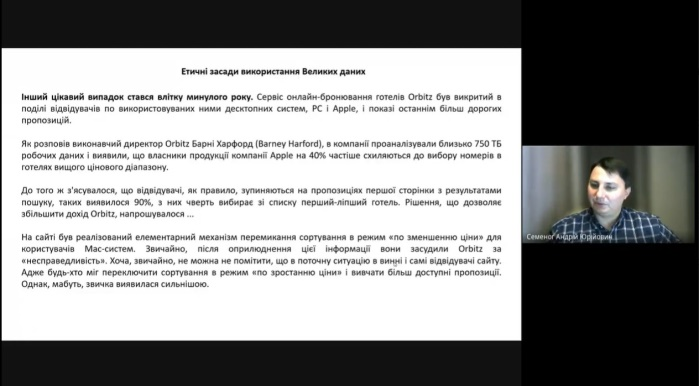 Етичні засади використання Великих даних
Інший цікавий випадок стався влітку минулого року. Сервіс онлайн-бронювання готелів Orbitz був викритий в
поділі відвідувачів по використовуваних ними десктопних систем, PC і Apple, і показі останнім більш дорогих
пропозицій.
Як розповів виконавчий директор Orbitz Барні Харфорд (Barney Harford), в компанії проаналізували близько 750 ТБ
робочих даних і виявили, що власники продукції компанії Apple на 40% частіше схиляються до вибору номерів в
готелях вищого цінового діапазону.
До того ж з'ясувалося, що відвідувачі, як правило, зупиняються на пропозиціях першої сторінки з результатами
пошуку, таких виявилося 90%, з них чверть вибирає зі списку перший-ліпший готель. Рішення, що дозволяє
збільшити дохід Orbitz, напрошувалося ...
На сайті був реалізований елементарний механізм перемикання сортування в режим «по зменшенню ціни» для
користувачів Mac-систем. Звичайно, після оприлюднення цієї інформації вони засудили Orbitz за
«несправедливість». Хоча, звичайно, не можна не помітити, що в поточну ситуацію в винні і самі відвідувачі сайту.
Адже будь-хто міг переключити сортування в режим «по зростанню ціни» і вивчати більш доступні пропозиції.
Однак, мабуть, звичка виявилася сильнішою.
Семеног Андрій Юрійович